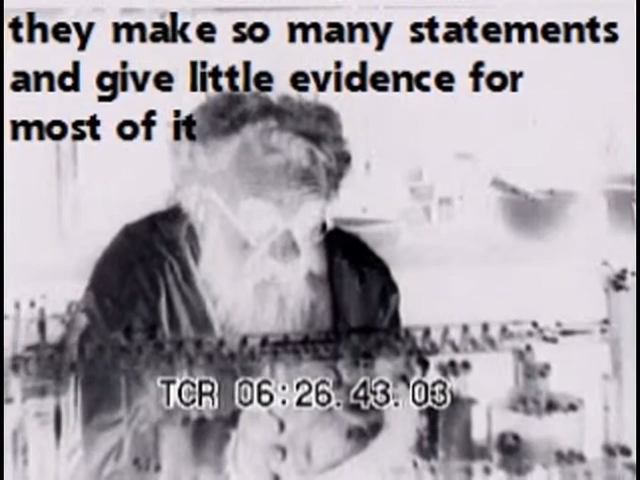 they make so many statements
and give little evidence for
most of it
TCR 06:26.43.03